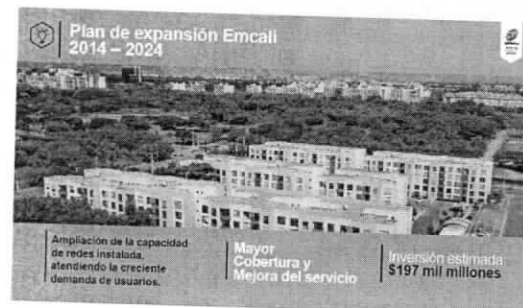 Plan de expansión Emcali
2014 – 2024
Ampliación de la capacidad
de redes instalada,
atendiendo la creciente
demanda de usuarios.
Mayor
Cobertura y
Mejora del servicio
Inversión estimada
$197 mil millones